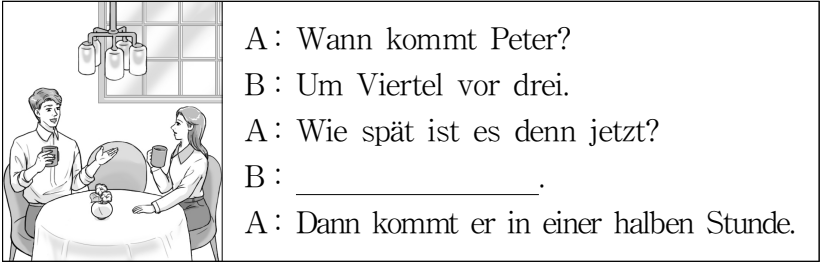 A : Wann kommt Peter?
B : Um Viertel vor drei.
A : Wie spät ist es denn jetzt?
B : ____________________.
A : Dann kommt er in einer halben Stunde.